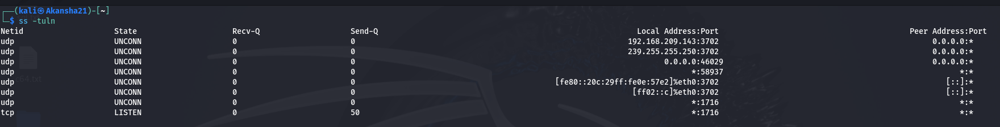 ┌──(kali㉿Akansha21)-[~]
└─$ ss -tuln
Netid State Recv-Q Send-Q Local Address:Port Peer Address:Port
udp UNCONN 0 0 192.168.209.143:3702 0.0.0.0:*
udp UNCONN 0 0 239.255.255.250:3702 0.0.0.0:*
udp UNCONN 0 0 0.0.0.0:46029 0.0.0.0:*
udp UNCONN 0 0 *:58937 *:*
udp UNCONN 0 0 [fe80::20c:29ff:fe0e:57e2]%eth0:3702 [::]:*
udp UNCONN 0 0 [ff02::c]%eth0:3702 [::]:*
udp UNCONN 0 0 *:1716 *:*
tcp LISTEN 0 50 *:1716 *:*